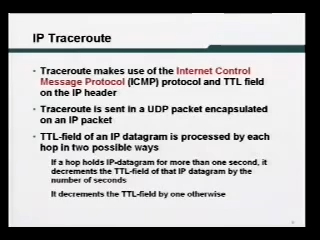 IP Traceroute
• Traceroute makes use of the Internet Control
Message Protocol (ICMP) protocol and TTL field
on the IP header
• Traceroute is sent in a UDP packet encapsulated
on an IP packet
• TTL-field of an IP datagram is processed by each
hop in two possible ways
If a hop holds IP-datagram for more than one second, it
decrements the TTL-field of that IP datagram by the
number of seconds
It decrements the TTL-field by one otherwise